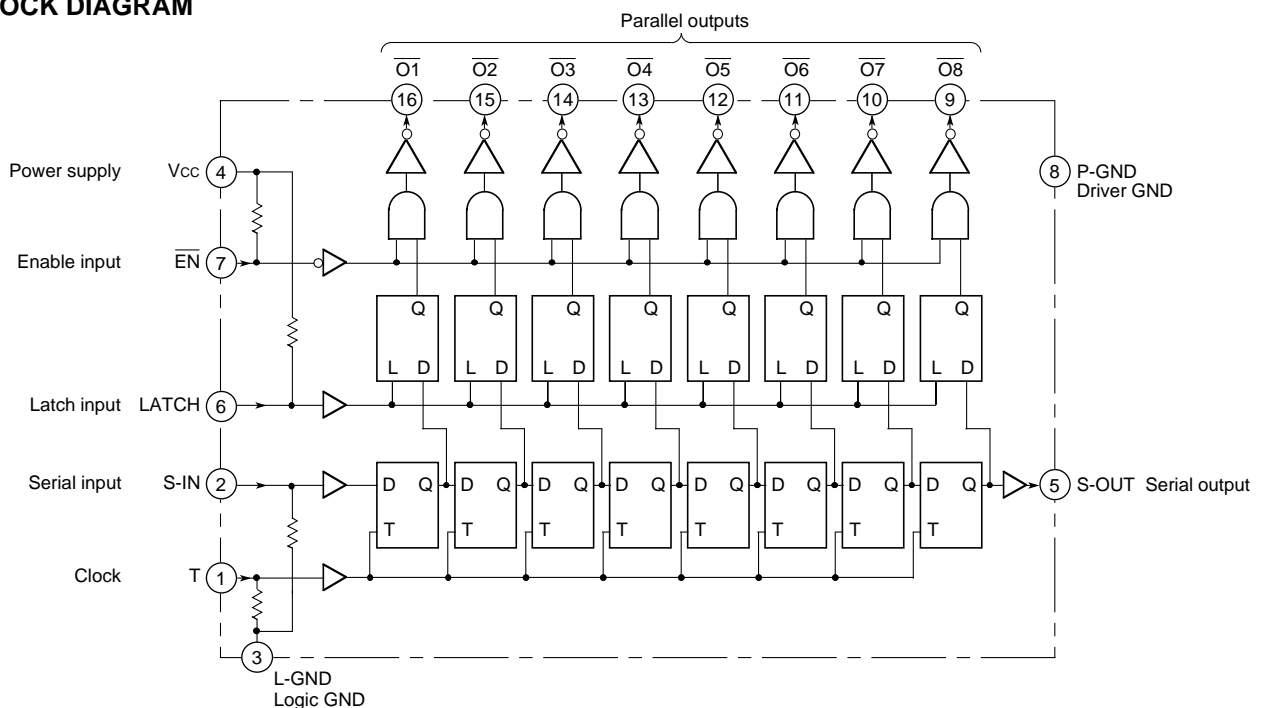 OCK DIAGRAM
Parallel outputs
O1 O2 O3 O4 O5 O6 O7 O8
16 15 14 13 12 11 10 9
Power supply Vcc 4
8 P-GND
Driver GND
Enable input EN 7
Q Q Q Q Q Q Q Q
L D L D L D L D L D L D L D L D
Latch input LATCH 6
Serial input S-IN 2
D Q D Q D Q D Q D Q D Q D Q D Q
5 S-OUT Serial output
T T T T T T T T
Clock T 1
3
L-GND
Logic GND